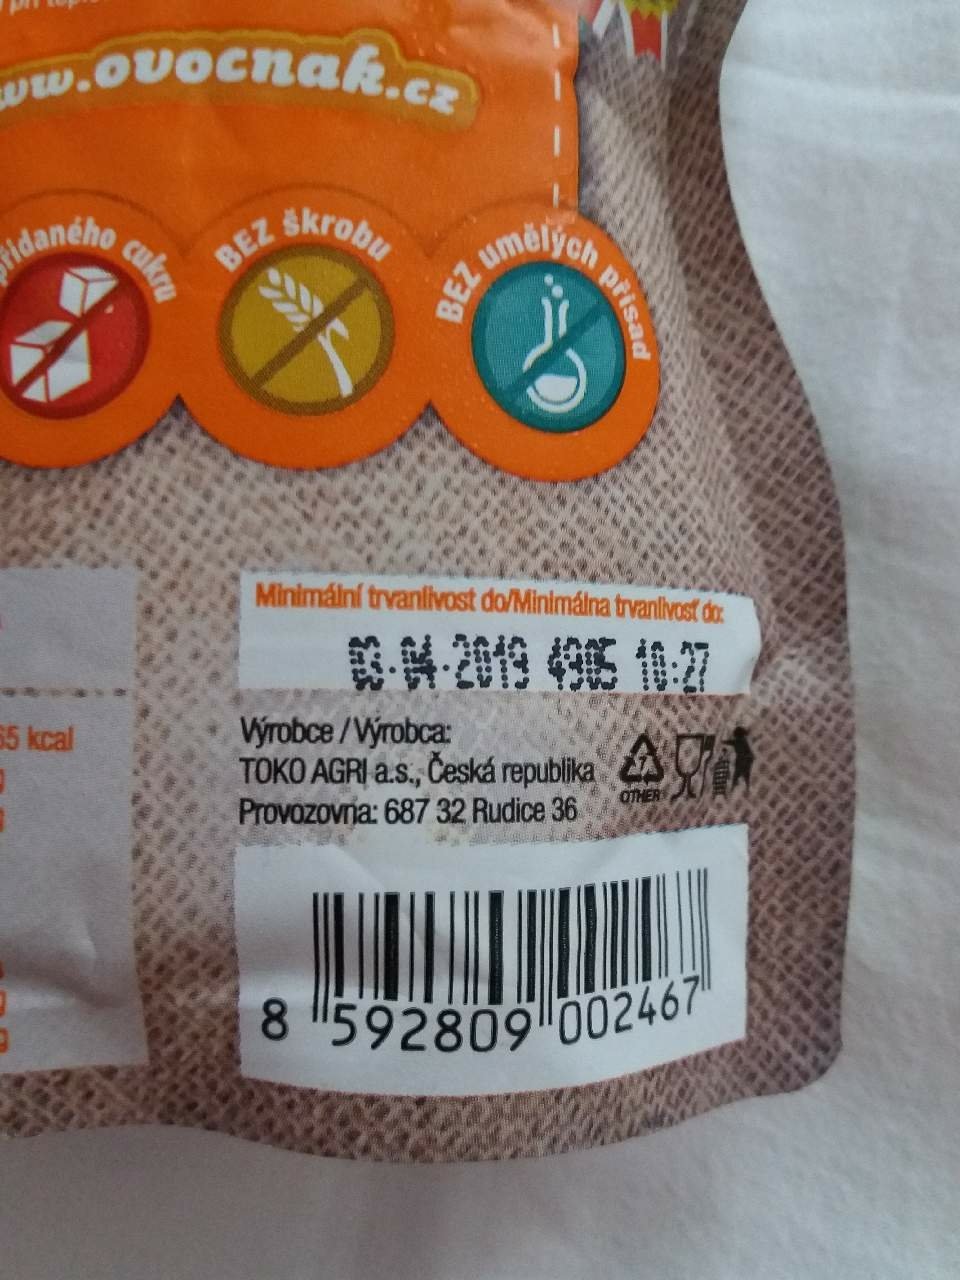 www.ovocnak.cz
přidaného cukru
BEZ škrobu
BEZ umělých přísad
Minimální trvanlivost do/Minimálna trvanlivosť do:
03·04·2019 4905 10:27
65 kcal
Výrobce / Výrobca:
TOKO AGRI a.s., Česká republika
Provozovna: 687 32 Rudice 36
7
OTHER
8 592809 002467